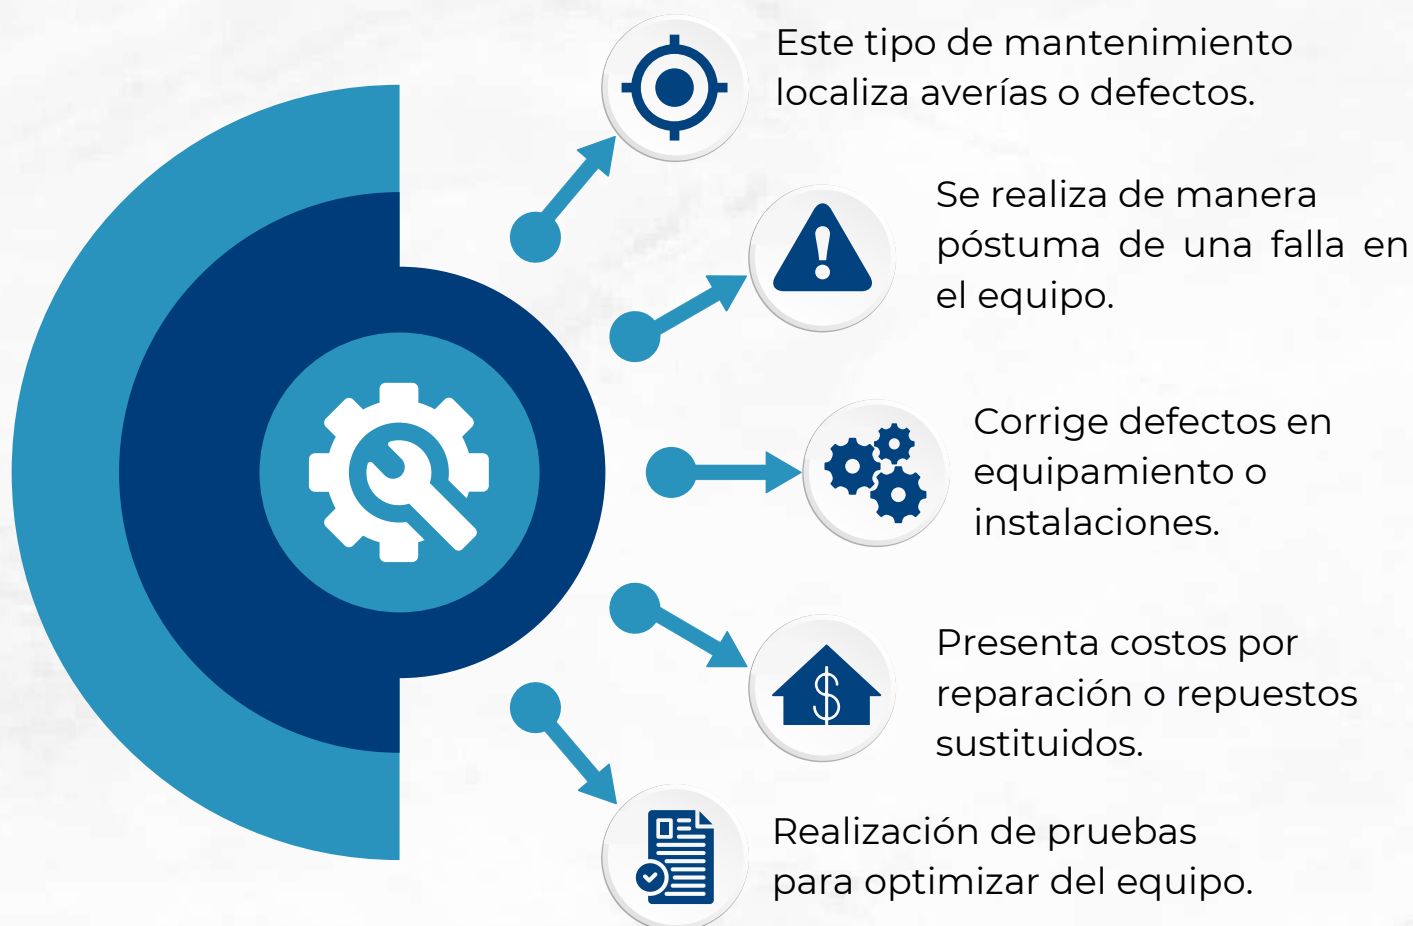 Este tipo de mantenimiento
localiza averías o defectos.
Se realiza de manera
póstuma de una falla en
el equipo.
Corrige defectos en
equipamiento o
instalaciones.
Presenta costos por
reparación o repuestos
sustituidos.
$
Realización de pruebas
para optimizar del equipo.